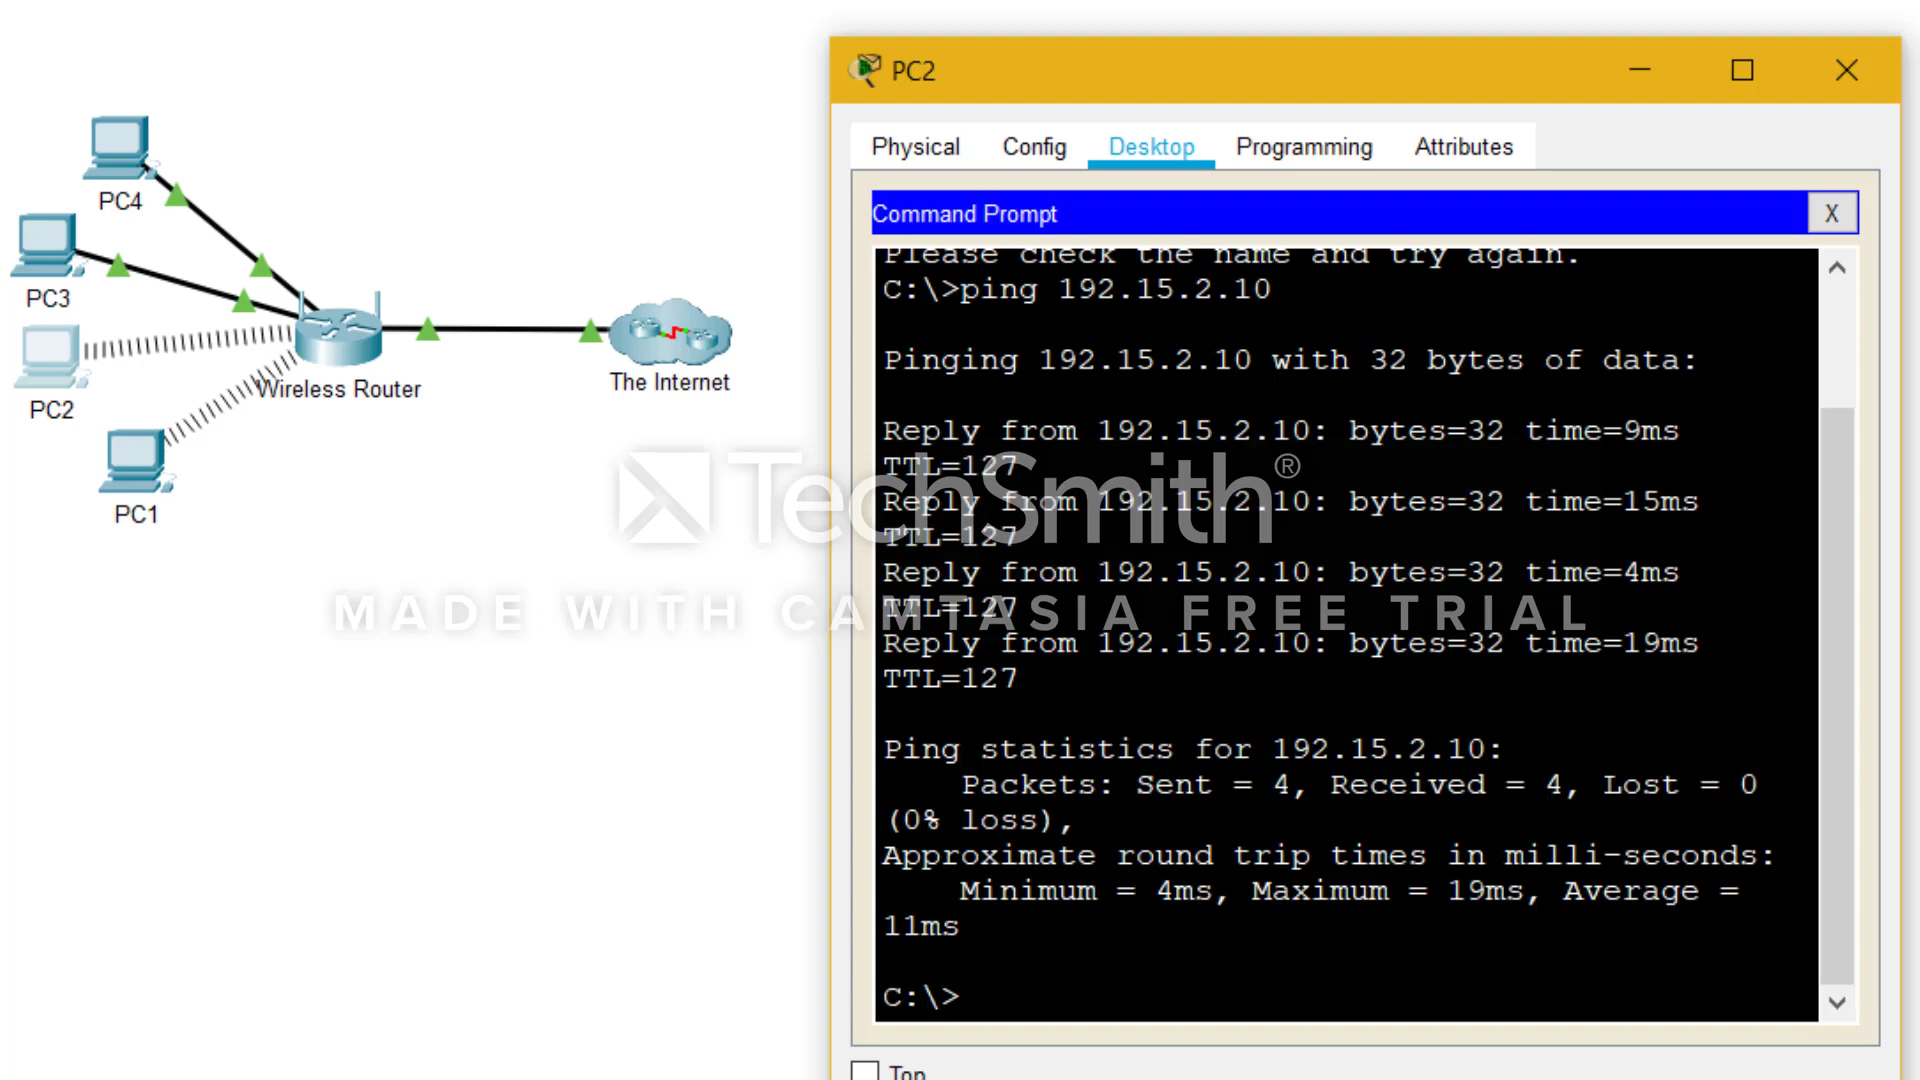 PC2
Physical Config Desktop Programming Attributes
Command Prompt X
Please check the name and try again.
C:\>ping 192.15.2.10
Pinging 192.15.2.10 with 32 bytes of data:
Reply from 192.15.2.10: bytes=32 time=9ms
TTL=127
Reply from 192.15.2.10: bytes=32 time=15ms
TTL=127
Reply from 192.15.2.10: bytes=32 time=4ms
TTL=127
Reply from 192.15.2.10: bytes=32 time=19ms
TTL=127
Ping statistics for 192.15.2.10:
Packets: Sent = 4, Received = 4, Lost = 0
(0% loss),
Approximate round trip times in milli-seconds:
Minimum = 4ms, Maximum = 19ms, Average =
11ms
C:\>
Top
PC4
PC3
PC2
PC1
Wireless Router
The Internet
TechSmith®
MADE WITH CAMTASIA FREE TRIAL